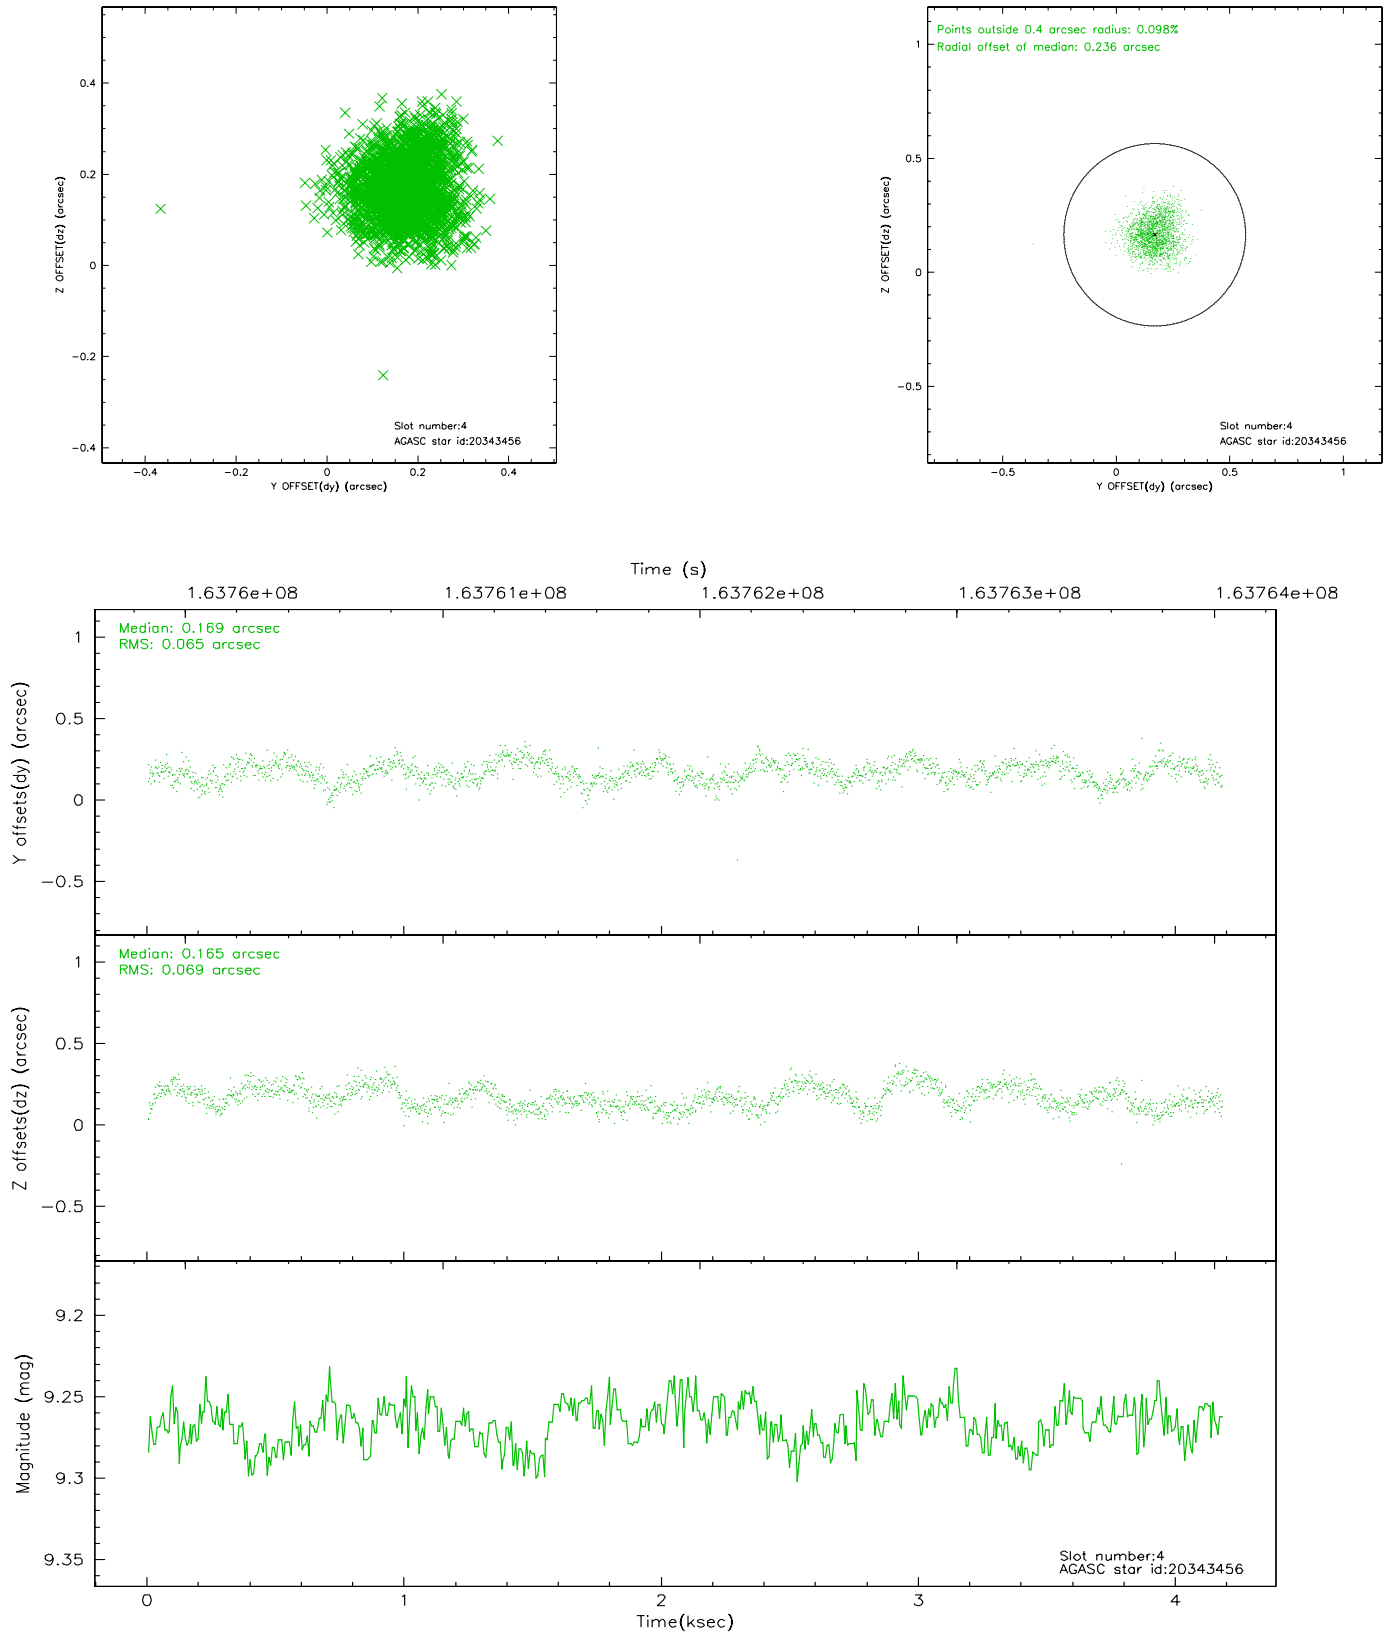 0.4
0.2
0
−0.2
−0.4
Z OFFSET(dz) (arcsec)
−0.4 −0.2 0 0.2 0.4
Y OFFSET(dy) (arcsec)
Slot number:4
AGASC star id:20343456
Points outside 0.4 arcsec radius: 0.098%
Radial offset of median: 0.236 arcsec
1
0.5
0
−0.5
Z OFFSET(dz) (arcsec)
−0.5 0 0.5 1
Y OFFSET(dy) (arcsec)
Slot number:4
AGASC star id:20343456
Time (s)
1.6376e+08 1.63761e+08 1.63762e+08 1.63763e+08 1.63764e+08
Median: 0.169 arcsec
RMS: 0.065 arcsec
1
0.5
0
−0.5
Y offsets(dy) (arcsec)
Median: 0.165 arcsec
RMS: 0.069 arcsec
1
0.5
0
−0.5
Z offsets(dz) (arcsec)
9.2
9.25
9.3
9.35
Magnitude (mag)
Slot number:4
AGASC star id:20343456
0 1 2 3 4
Time(ksec)